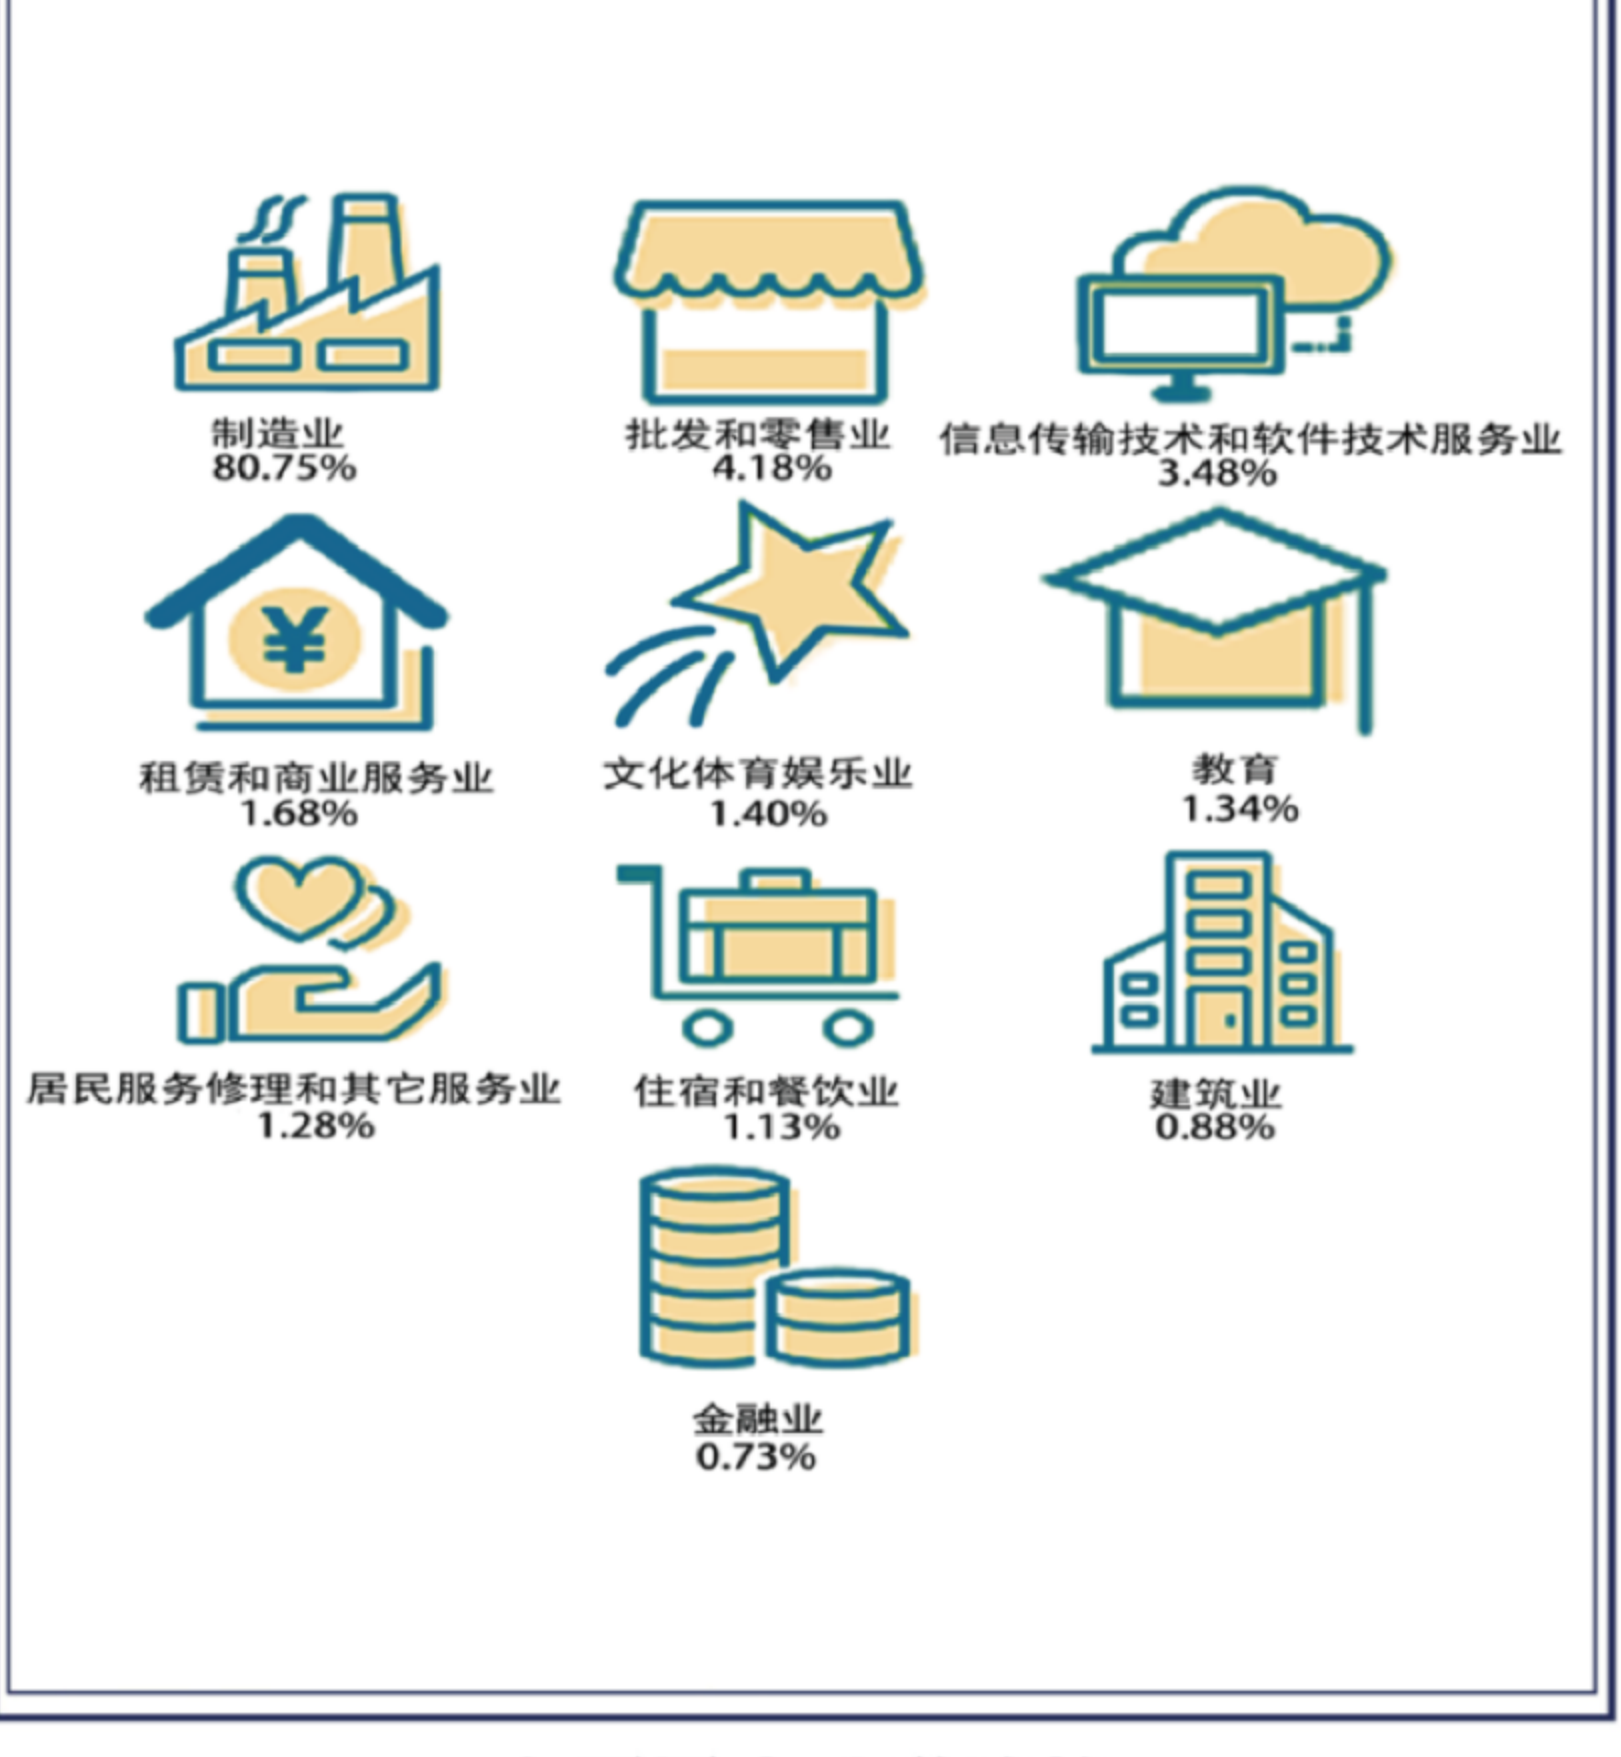 制造业
80.75%
批发和零售业
4.18%
信息传输技术和软件技术服务业
3.48%
租赁和商业服务业
1.68%
文化体育娱乐业
1.40%
教育
1.34%
居民服务修理和其它服务业
1.28%
住宿和餐饮业
1.13%
建筑业
0.88%
金融业
0.73%